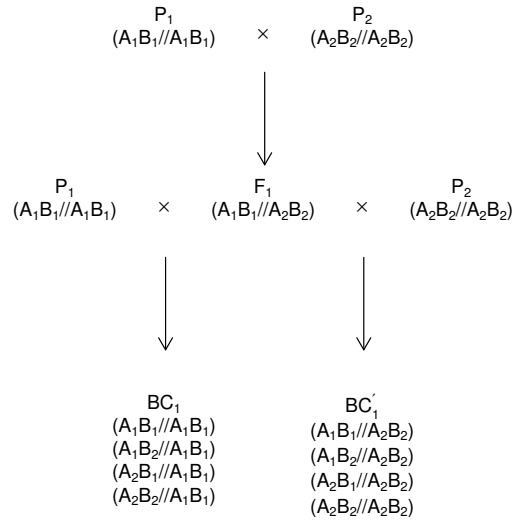 P₁ P₂
(A₁B₁//A₁B₁) × (A₂B₂//A₂B₂)
P₁ F₁ P₂
(A₁B₁//A₁B₁) × (A₁B₁//A₂B₂) × (A₂B₂//A₂B₂)
BC₁ BC₁′
(A₁B₁//A₁B₁) (A₁B₁//A₂B₂)
(A₁B₂//A₁B₁) (A₁B₂//A₂B₂)
(A₂B₁//A₁B₁) (A₂B₁//A₂B₂)
(A₂B₂//A₁B₁) (A₂B₂//A₂B₂)